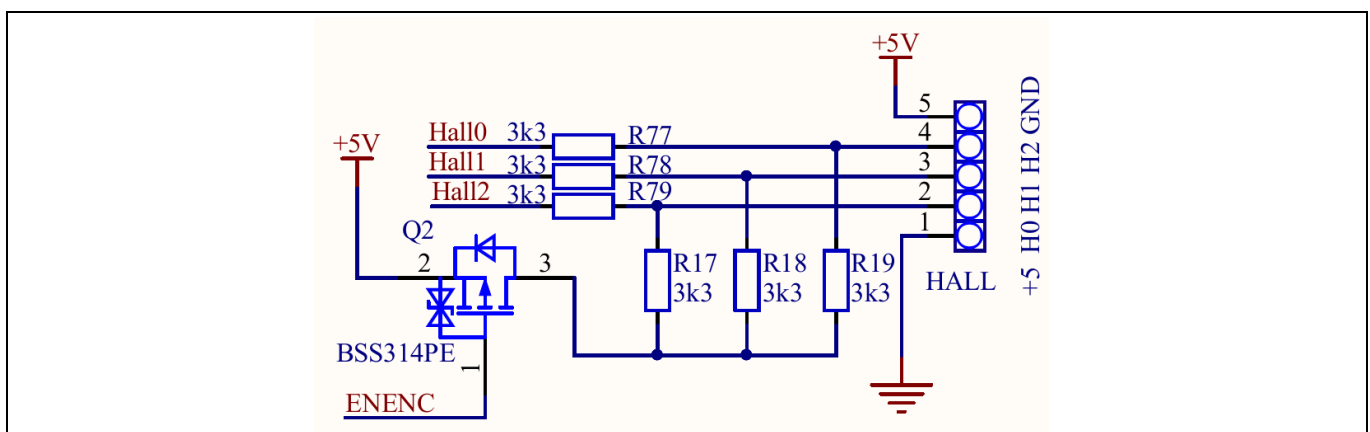 +5V
5
Hall0 3k3 R77 4
+5V
Hall1 3k3 R78 3
Hall2 3k3 R79 2
Q2 1
2 3 R17 R18 R19
3k3 3k3 3k3
HALL
+5 H0 H1 H2 GND
BSS314PE
1
ENENC